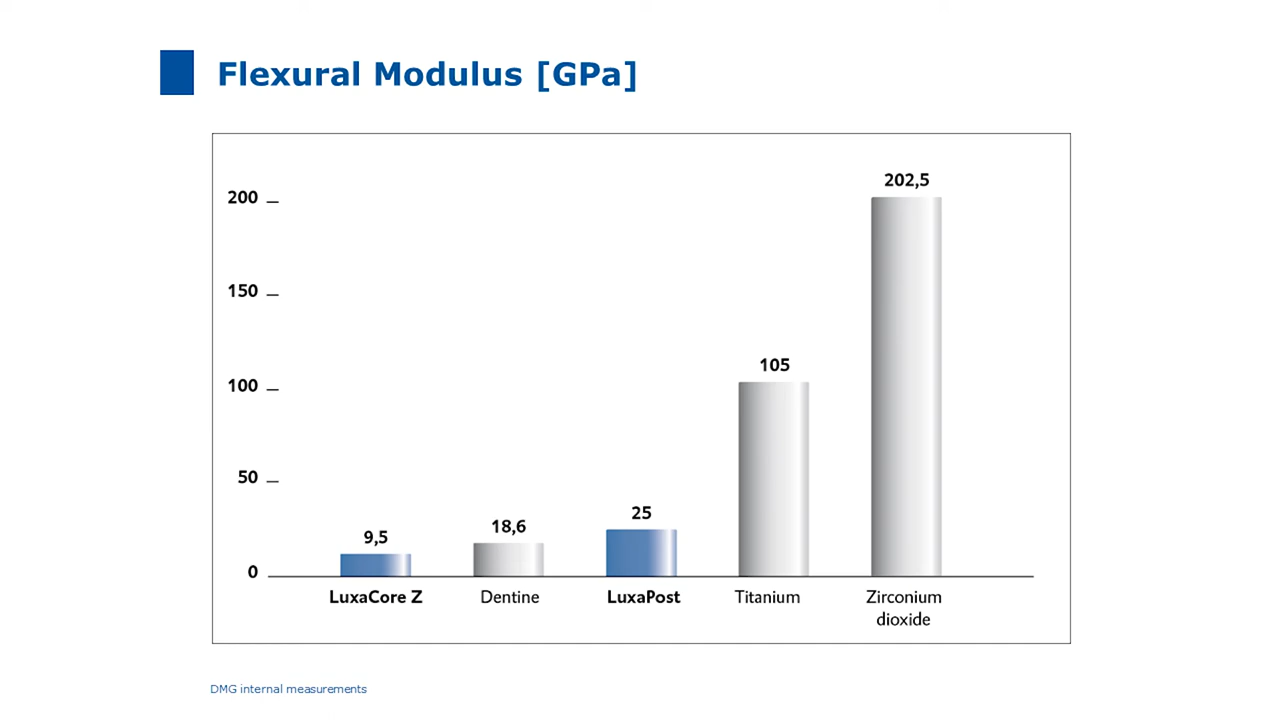 Flexural Modulus [GPa]
202,5
200
150
105
100
50
25
18,6
9,5
0
LuxaCore Z
Dentine
LuxaPost
Titanium
Zirconium
dioxide
DMG internal measurements